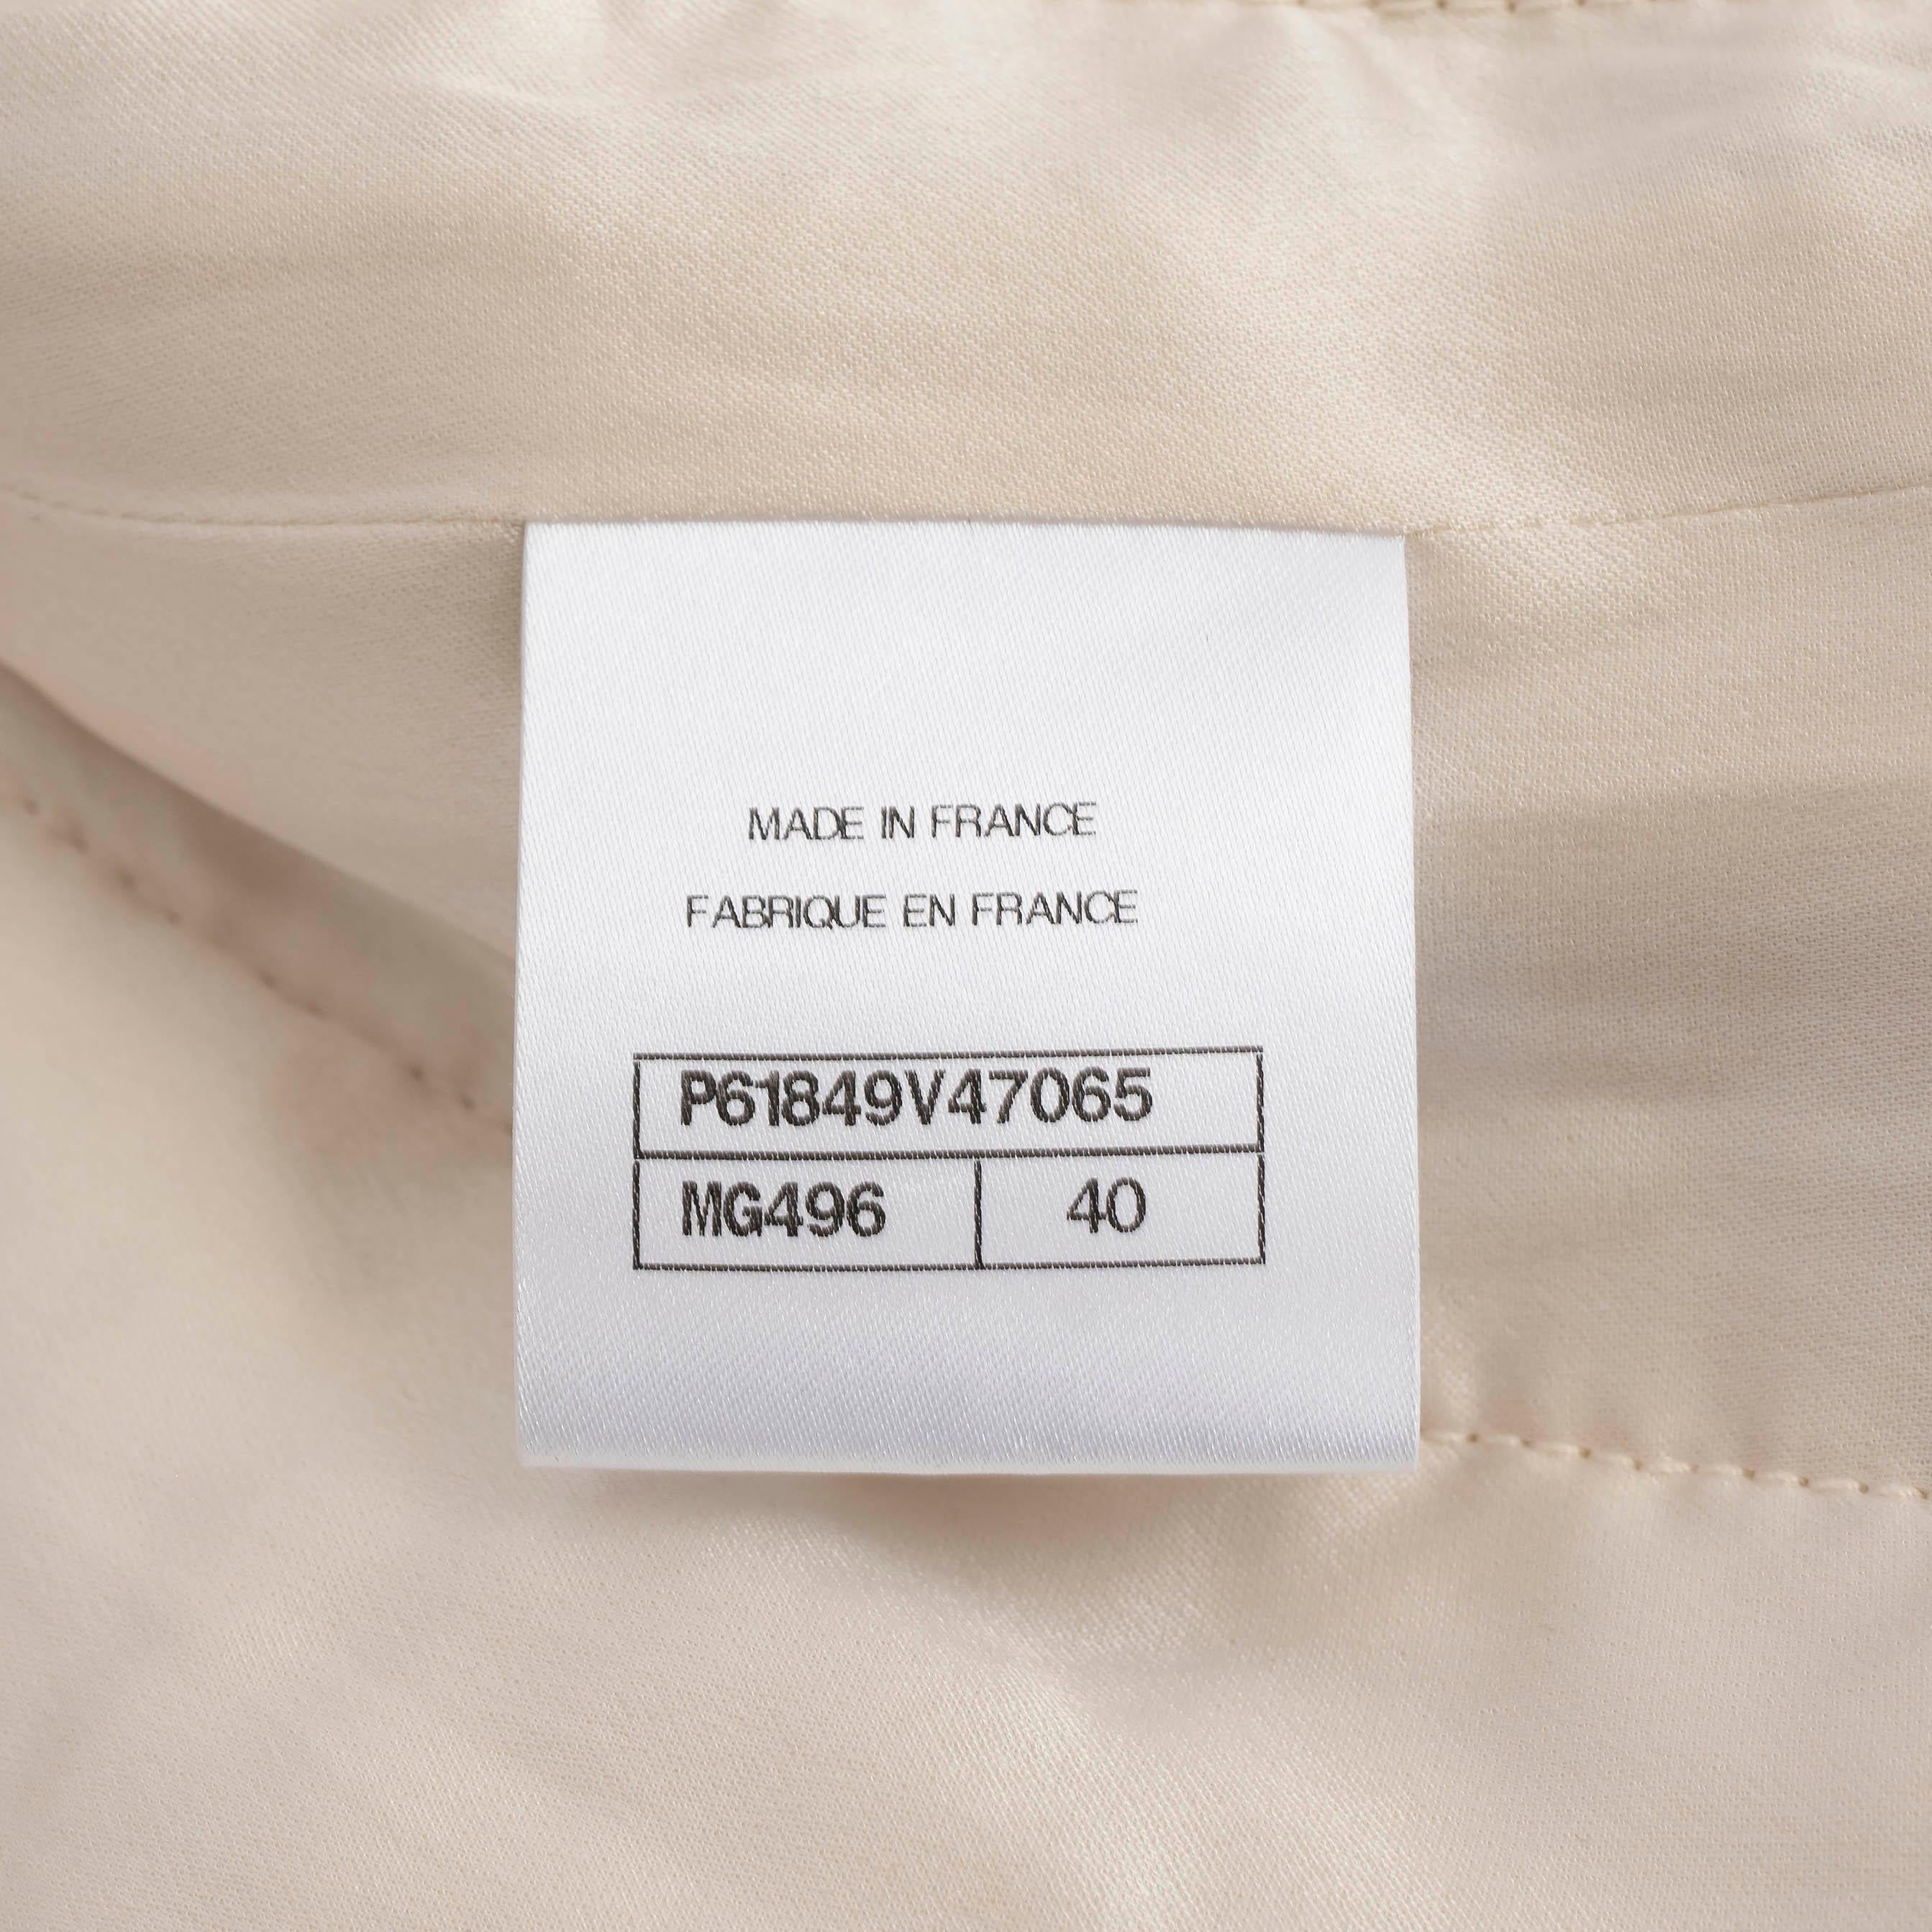 MADE IN FRANCE
FABRIQUE EN FRANCE
P61849V47065
MG496 40